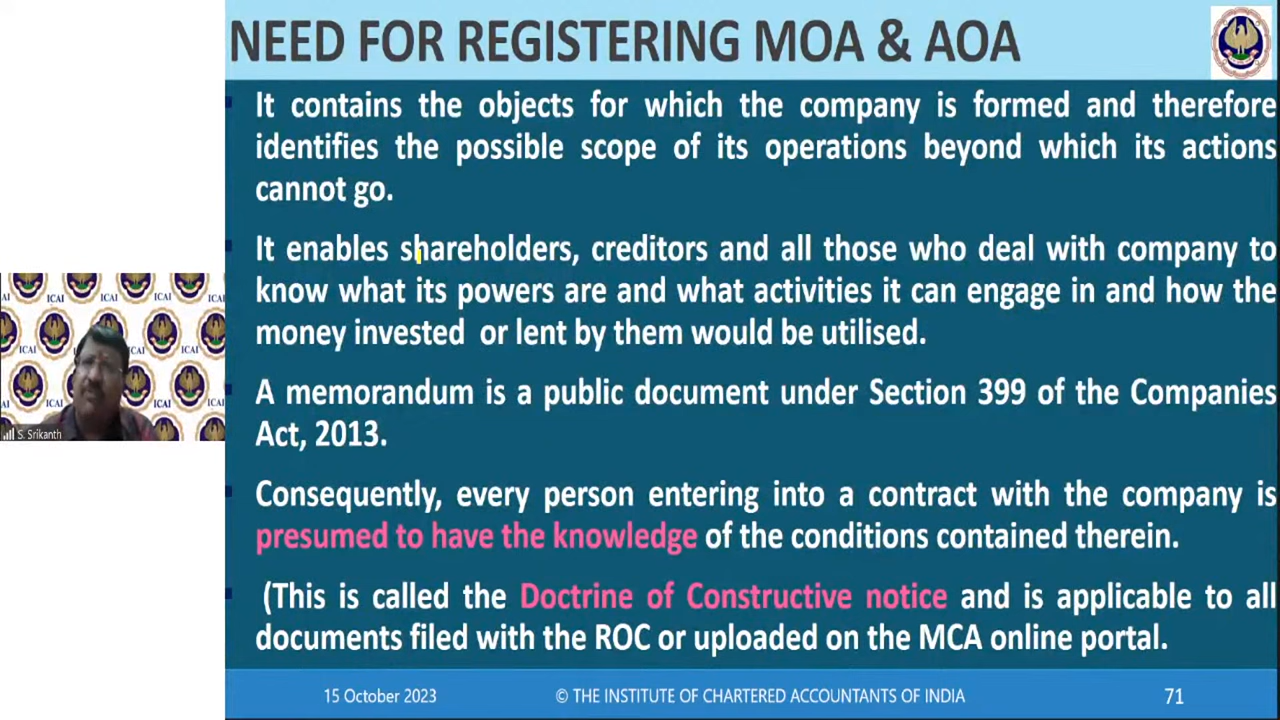 NEED FOR REGISTERING MOA & AOA
It contains the objects for which the company is formed and therefore
identifies the possible scope of its operations beyond which its actions
cannot go.
It enables shareholders, creditors and all those who deal with company to
know what its powers are and what activities it can engage in and how the
money invested or lent by them would be utilised.
A memorandum is a public document under Section 399 of the Companies
Act, 2013.
Consequently, every person entering into a contract with the company is
presumed to have the knowledge of the conditions contained therein.
(This is called the Doctrine of Constructive notice and is applicable to all
documents filed with the ROC or uploaded on the MCA online portal.
ICAI
ICAI
ICAI
S. Srikanth
15 October 2023
© THE INSTITUTE OF CHARTERED ACCOUNTANTS OF INDIA
71